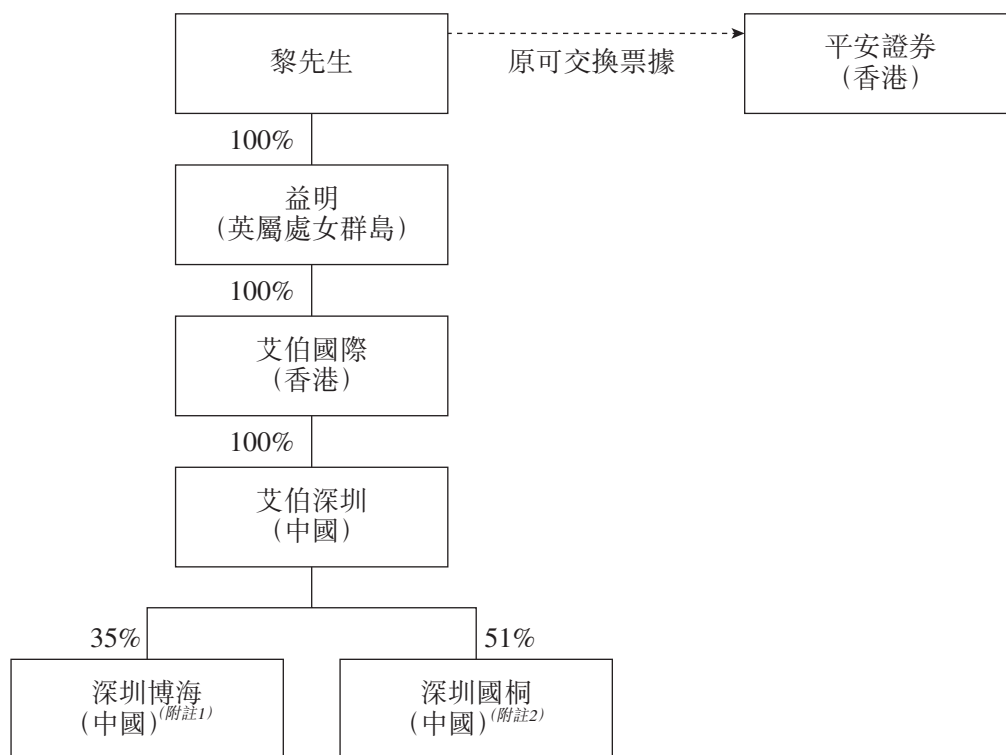 黎先生
原可交換票據
平安證券
(香港)
100%
益明
(英屬處女群島)
100%
艾伯國際
(香港)
100%
艾伯深圳
(中國)
35%
51%
深圳博海
(中國)(附註1)
深圳國桐
(中國)(附註2)